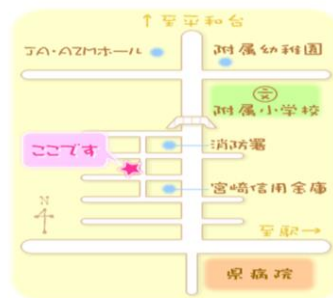 ↑至平和台
JA・AZMホール
附属幼稚園
文
附属小学校
消防署
ここです
宮崎信用金庫
N
至駅→
県病院